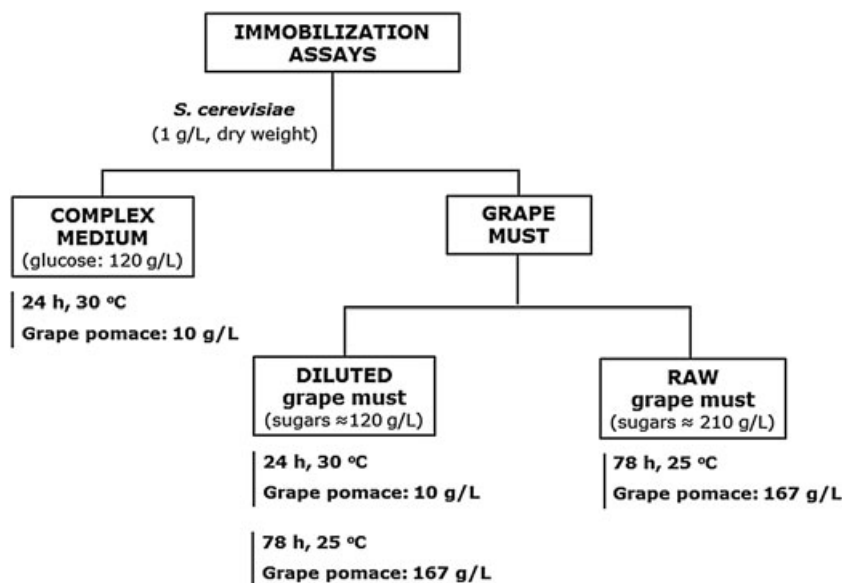 IMMOBILIZATION
ASSAYS
S. cerevisiae
(1 g/L, dry weight)
COMPLEX
MEDIUM
(glucose: 120 g/L)
24 h, 30 ºC
Grape pomace: 10 g/L
GRAPE
MUST
DILUTED
grape must
(sugars ≈120 g/L)
24 h, 30 ºC
Grape pomace: 10 g/L
78 h, 25 ºC
Grape pomace: 167 g/L
RAW
grape must
(sugars ≈ 210 g/L)
78 h, 25 ºC
Grape pomace: 167 g/L